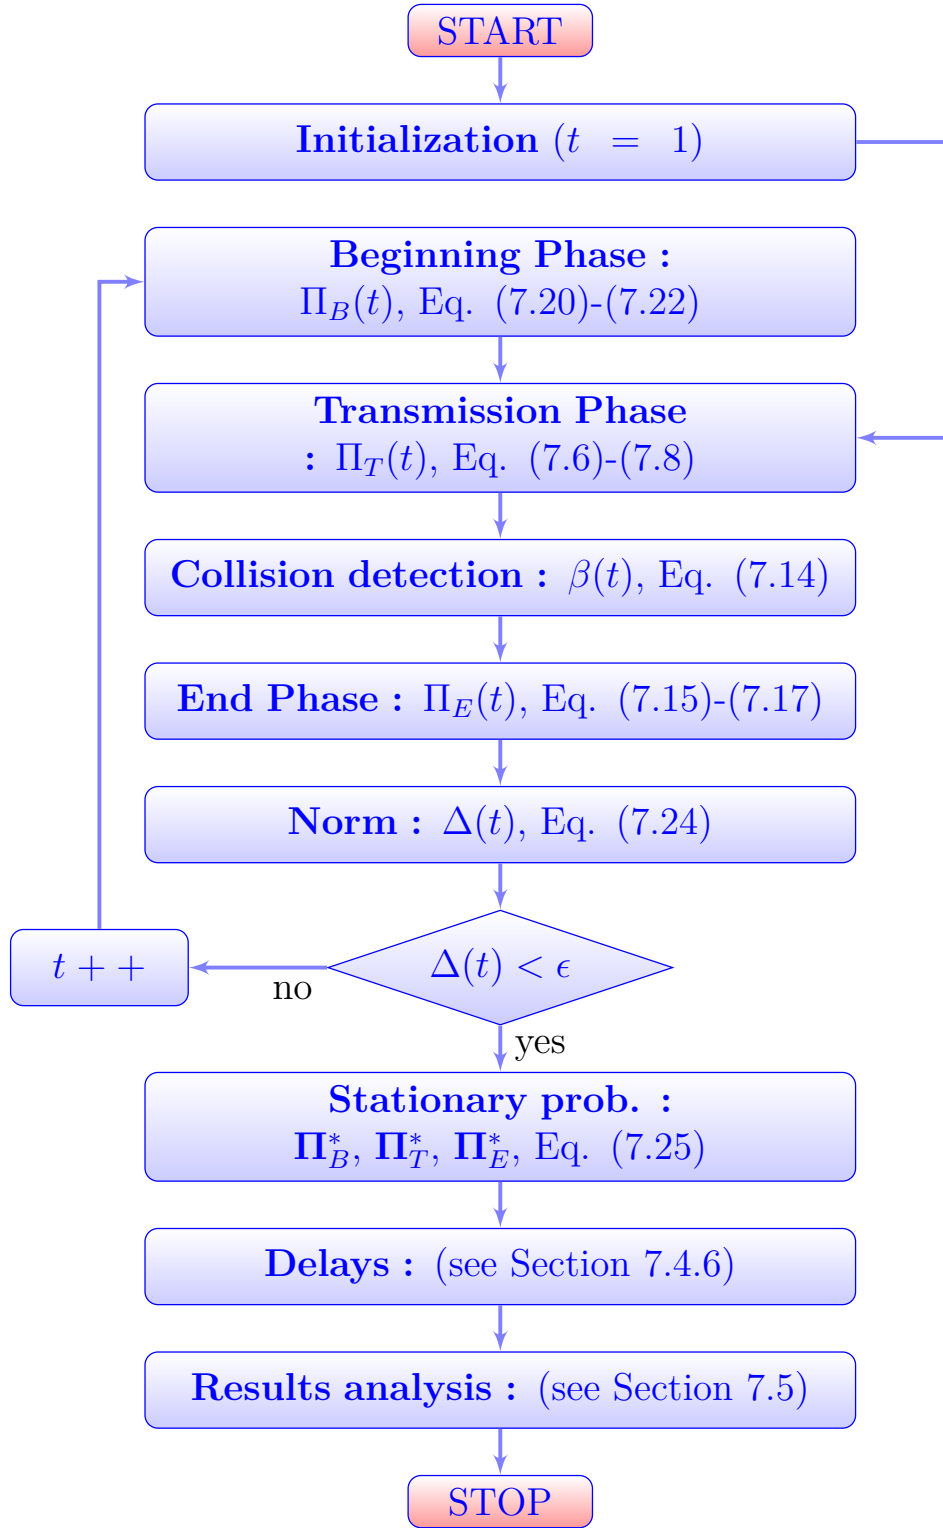 START
Initialization (t = 1)
Beginning Phase :
Π_B(t), Eq. (7.20)-(7.22)
Transmission Phase
: Π_T(t), Eq. (7.6)-(7.8)
Collision detection : β(t), Eq. (7.14)
End Phase : Π_E(t), Eq. (7.15)-(7.17)
Norm : Δ(t), Eq. (7.24)
t + +
Δ(t) < ϵ
no
yes
Stationary prob. :
Π*_B, Π*_T, Π*_E, Eq. (7.25)
Delays : (see Section 7.4.6)
Results analysis : (see Section 7.5)
STOP